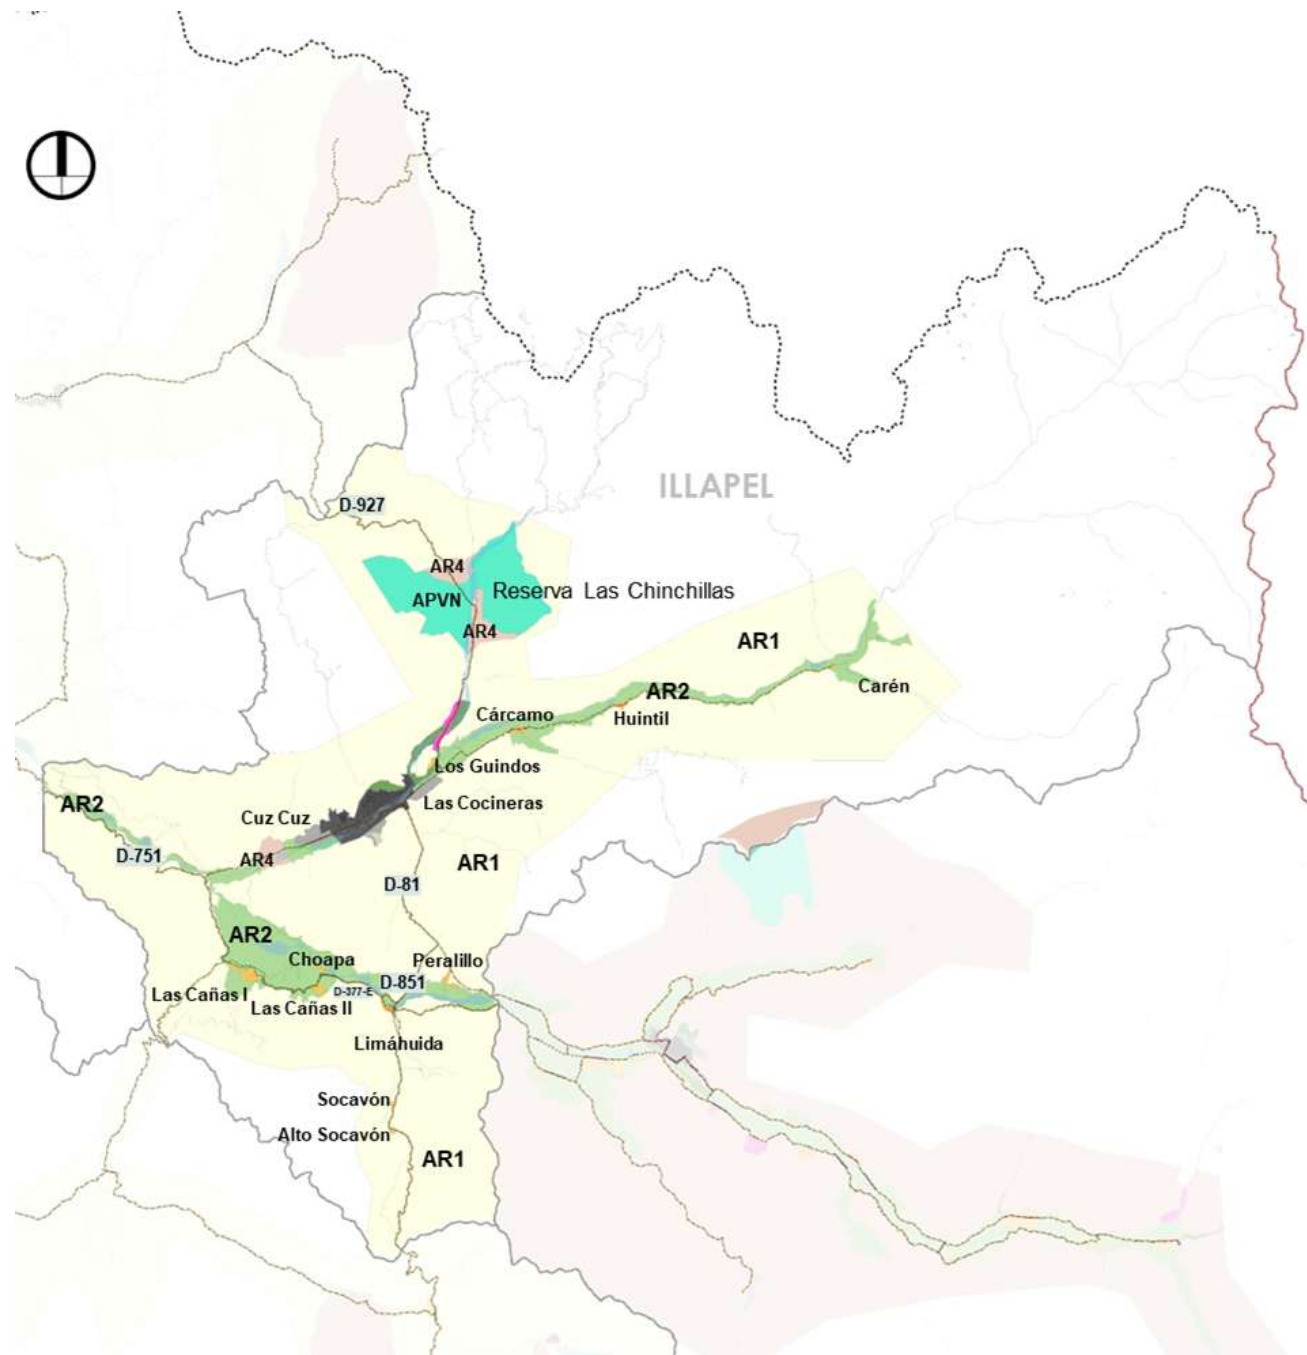 ILLAPEL
D-927
AR4
APVN
Reserva Las Chinchillas
AR4
AR1
AR2
Carén
Cárcamo
Huintil
Los Guindos
Las Cocineras
AR2
Cuz Cuz
D-751
AR4
AR1
D-81
AR2
Choapa
Peralillo
D-851
Las Cañas I
D-377-E
Las Cañas II
Limáhuida
Socavón
Alto Socavón
AR1